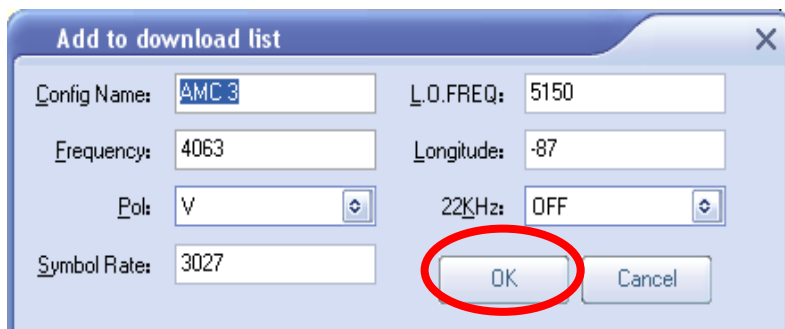 Add to download list
Config Name: AMC 3 L.O.FREQ: 5150
Frequency: 4063 Longitude: -87
Pol: V 22KHz: OFF
Symbol Rate: 3027 OK Cancel